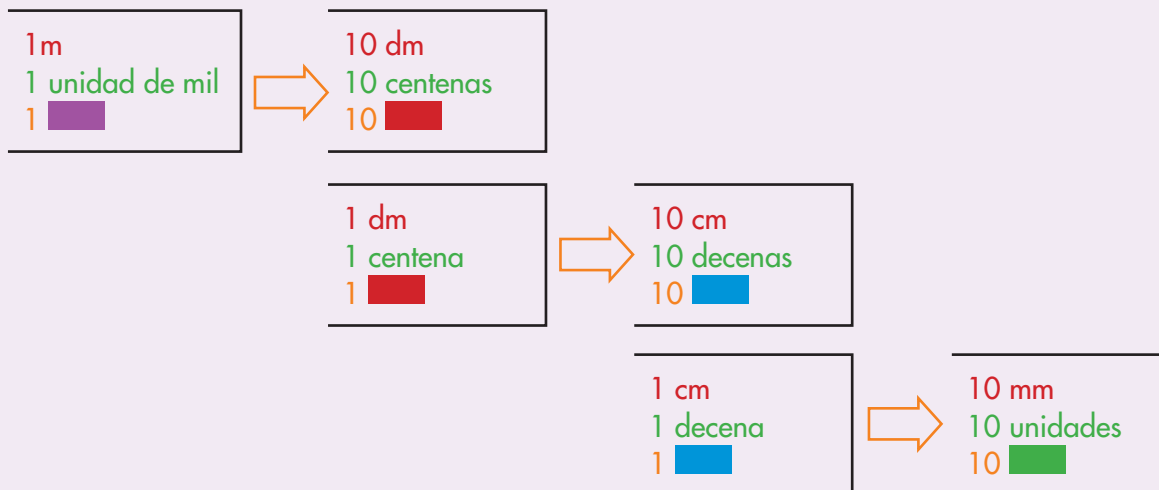 1m
1 unidad de mil
1
10 dm
10 centenas
10
1 dm
1 centena
1
10 cm
10 decenas
10
1 cm
1 decena
1
10 mm
10 unidades
10